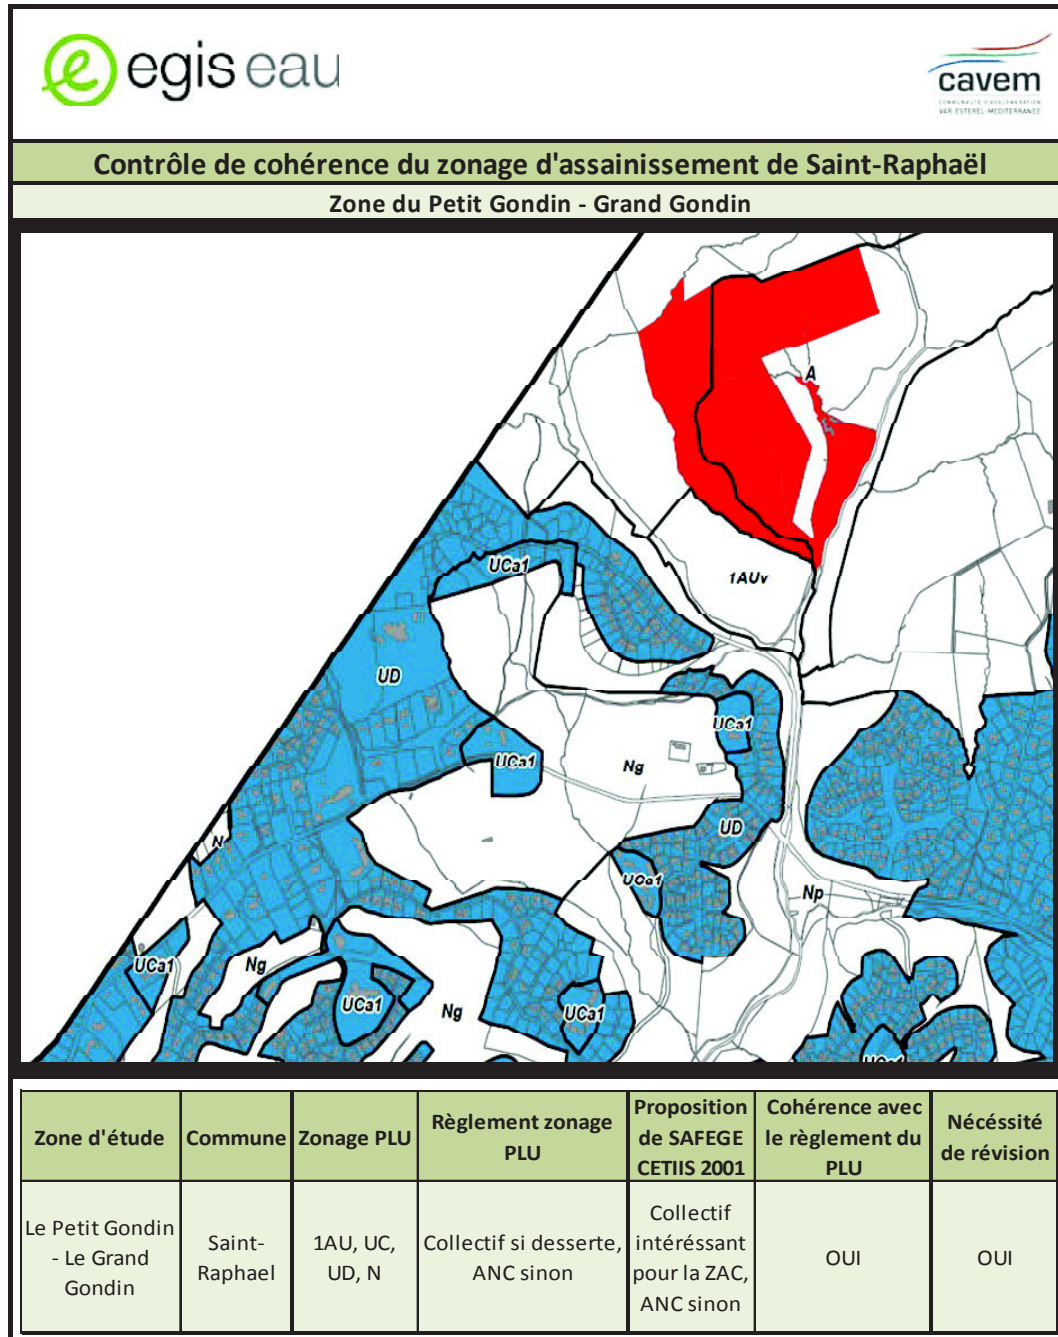 egis eau
cavem
COMMUNAUTÉ D'AGGLOMÉRATION
VAR ESTEREL-MEDITERRANEE
Contrôle de cohérence du zonage d'assainissement de Saint-Raphaël
Zone du Petit Gondin - Grand Gondin
A
UCa1
1AUv
UD
UCa1
UCa1
Ng
N
UD
UCa1
Np
UCa1
Ng
UCa1
Ng
UCa1
UCa1
Zone d'étude
Commune
Zonage PLU
Règlement zonage
PLU
Proposition
de SAFEGE
CETIIS 2001
Cohérence avec
le règlement du
PLU
Nécéssité
de révision
Le Petit Gondin
- Le Grand
Gondin
Saint-
Raphael
1AU, UC,
UD, N
Collectif si desserte,
ANC sinon
Collectif
intéréssant
pour la ZAC,
ANC sinon
OUI
OUI